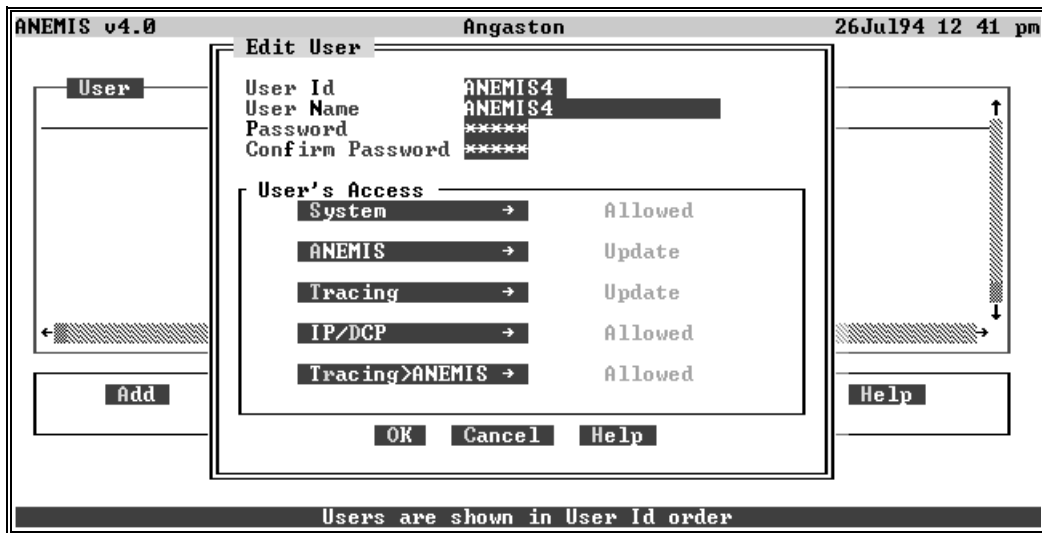 ANEMIS v4.0 Angaston 26Jul94 12 41 pm
Edit User
User
User Id ANEMIS4
User Name ANEMIS4
Password *****
Confirm Password *****
User's Access
System → Allowed
ANEMIS → Update
Tracing → Update
IP/DCP → Allowed
Tracing>ANEMIS → Allowed
Add Help
OK Cancel Help
Users are shown in User Id order